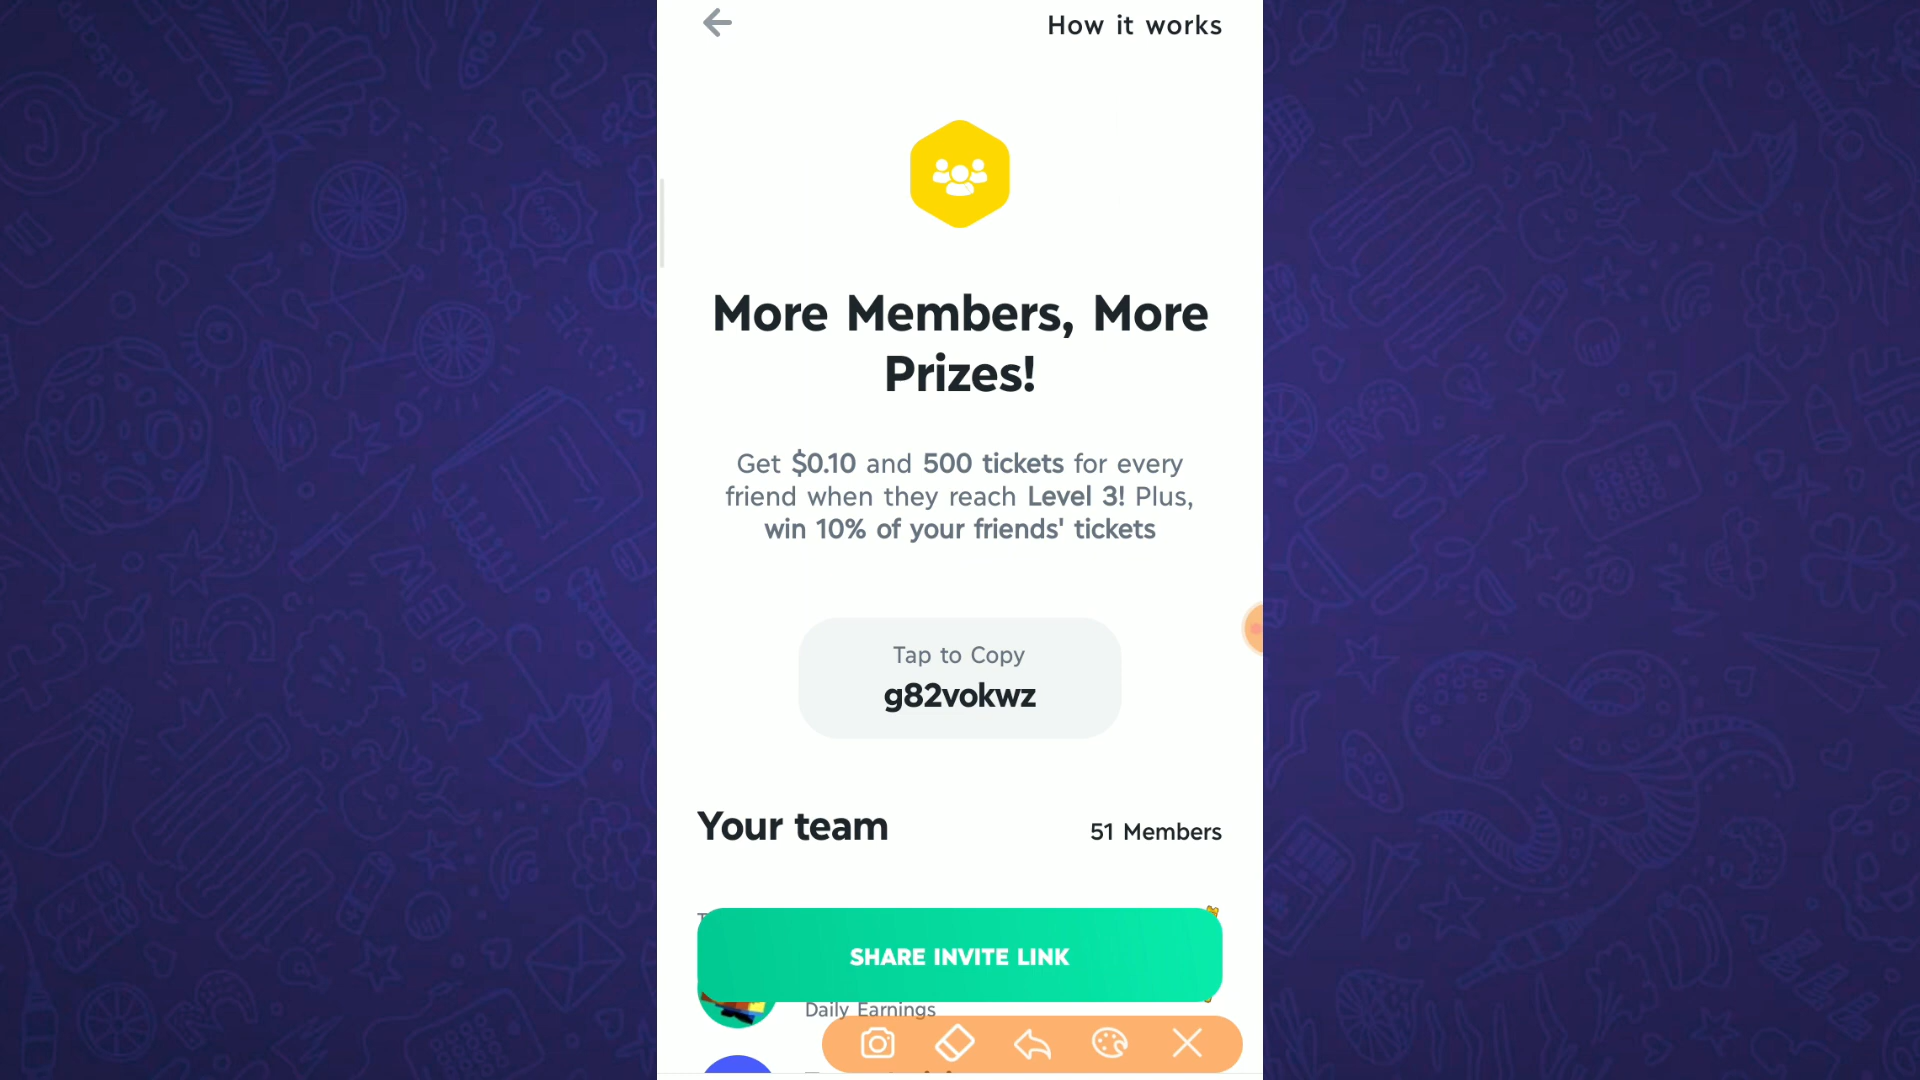 How it works
More Members, More
Prizes!
Get $0.10 and 500 tickets for every
friend when they reach Level 3! Plus,
win 10% of your friends' tickets
Tap to Copy
g82vokwz
Your team
51 Members
SHARE INVITE LINK
Daily Earnings